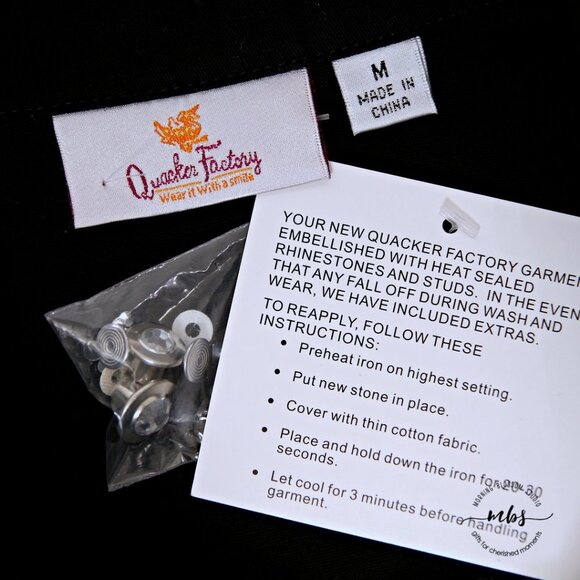 M
MADE IN
CHINA
Quacker Factory
Wear it With a smile
YOUR NEW QUACKER FACTORY GARMEN
EMBELLISHED WITH HEAT SEALED
RHINESTONES AND STUDS. IN THE EVEN
THAT ANY FALL OFF DURING WASH AND
WEAR, WE HAVE INCLUDED EXTRAS.
TO REAPPLY, FOLLOW THESE
INSTRUCTIONS:
• Preheat iron on highest setting.
• Put new stone in place.
• Cover with thin cotton fabric.
• Place and hold down the iron for 20-30
seconds.
• Let cool for 3 minutes before handling
garment.
mbs
gifts for cherished moments